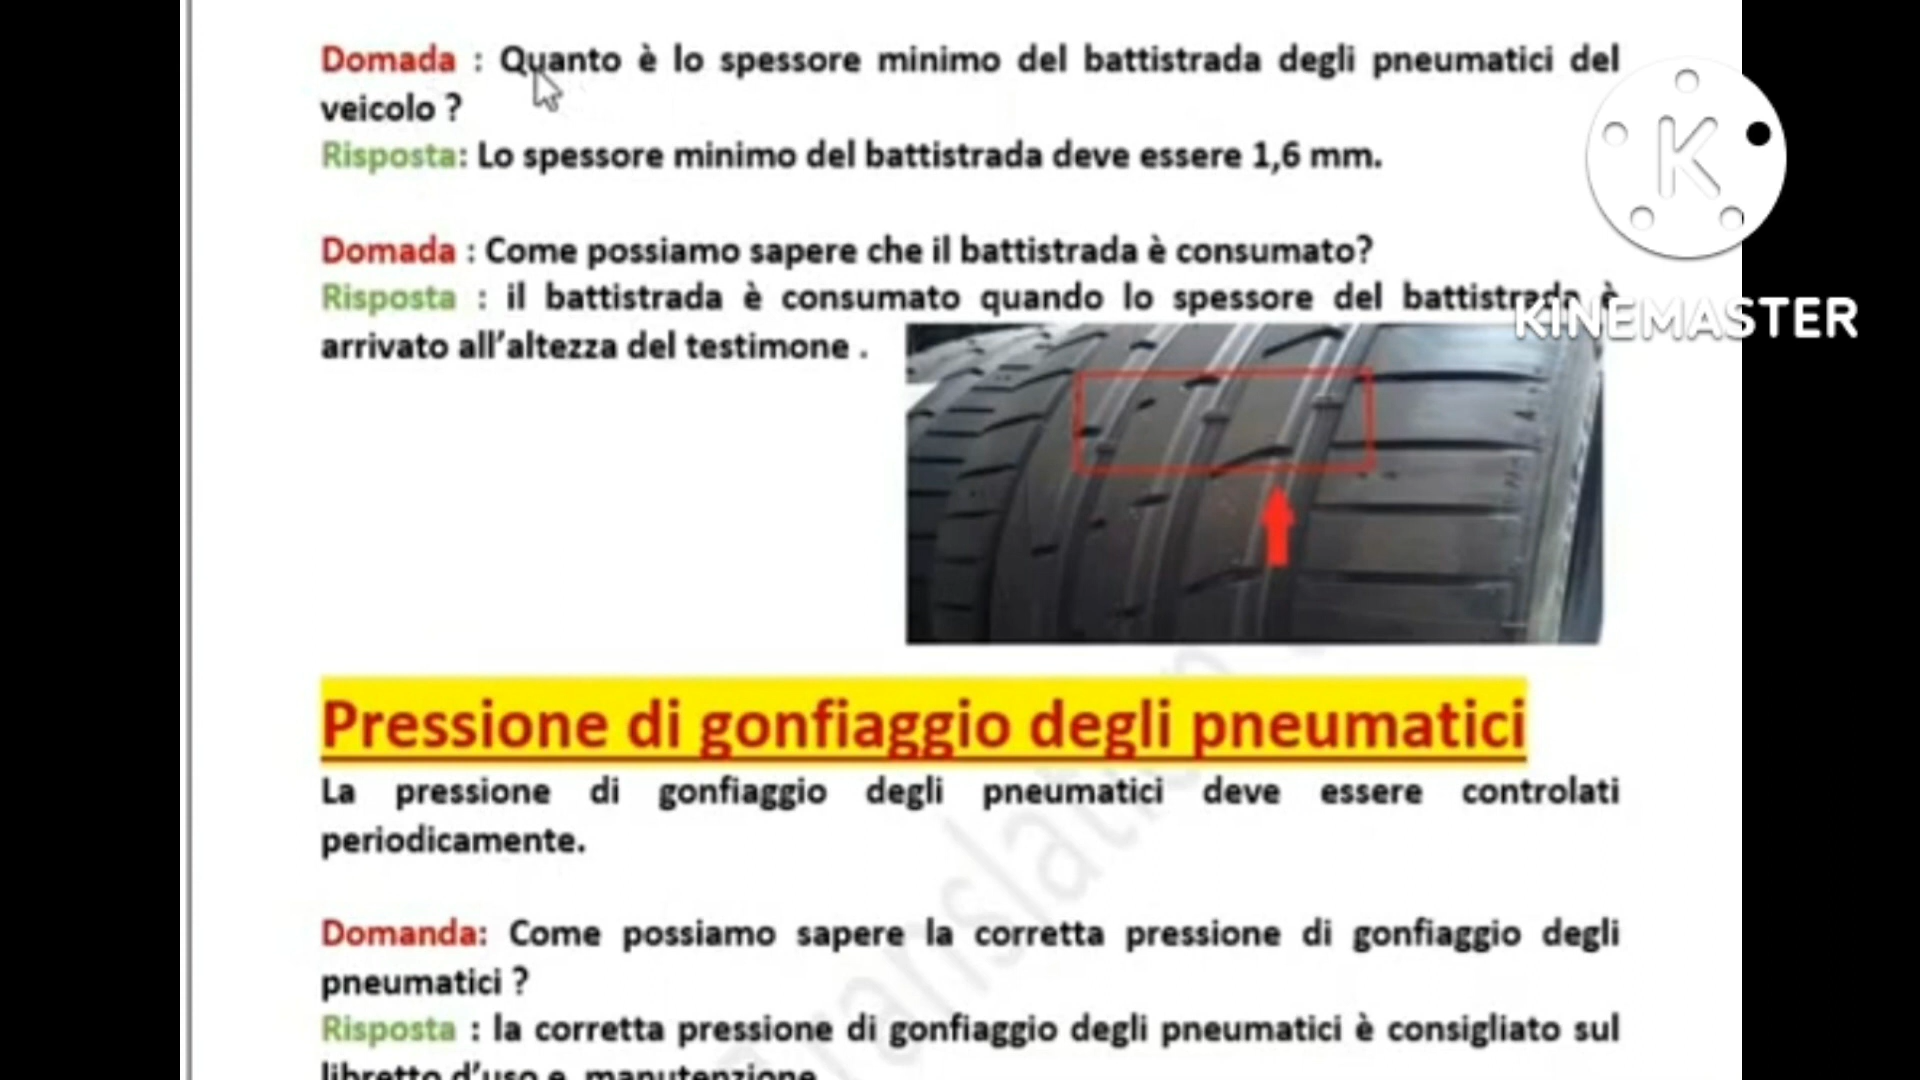 Domada : Quanto è lo spessore minimo del battistrada degli pneumatici del
veicolo ?
Risposta: Lo spessore minimo del battistrada deve essere 1,6 mm.
Domada : Come possiamo sapere che il battistrada è consumato?
Risposta : il battistrada è consumato quando lo spessore del battistrada è
arrivato all'altezza del testimone .
KINEMASTER
Pressione di gonfiaggio degli pneumatici
La pressione di gonfiaggio degli pneumatici deve essere controlati
periodicamente.
Domanda: Come possiamo sapere la corretta pressione di gonfiaggio degli
pneumatici ?
Risposta : la corretta pressione di gonfiaggio degli pneumatici è consigliato sul
libretto d'uso e manutenzione